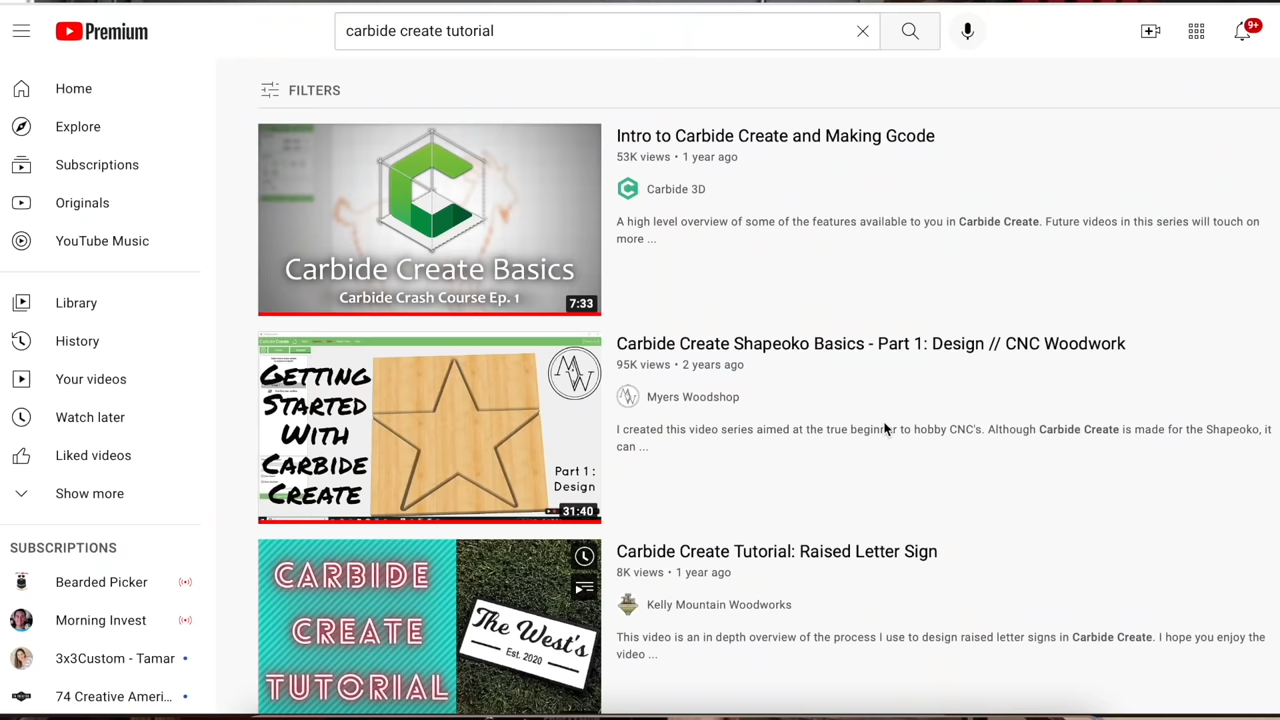 Premium
carbide create tutorial
9+
Home
Explore
Subscriptions
Originals
YouTube Music
Library
History
Your videos
Watch later
Liked videos
Show more
SUBSCRIPTIONS
Bearded Picker
Morning Invest
3x3Custom - Tamar
74 Creative Ameri...
FILTERS
Carbide Create Basics
Carbide Crash Course Ep. 1
7:33
Intro to Carbide Create and Making Gcode
53K views • 1 year ago
Carbide 3D
A high level overview of some of the features available to you in Carbide Create. Future videos in this series will touch on
more ...
GETTING
STARTED
WITH
CARBIDE
CREATE
MW
Part 1:
Design
31:40
Carbide Create Shapeoko Basics - Part 1: Design // CNC Woodwork
95K views • 2 years ago
Myers Woodshop
I created this video series aimed at the true beginner to hobby CNC's. Although Carbide Create is made for the Shapeoko, it
can ...
CARBIDE
CREATE
TUTORIAL
The West's
Est. 2020
Carbide Create Tutorial: Raised Letter Sign
8K views • 1 year ago
Kelly Mountain Woodworks
This video is an in depth overview of the process I use to design raised letter signs in Carbide Create. I hope you enjoy the
video ...